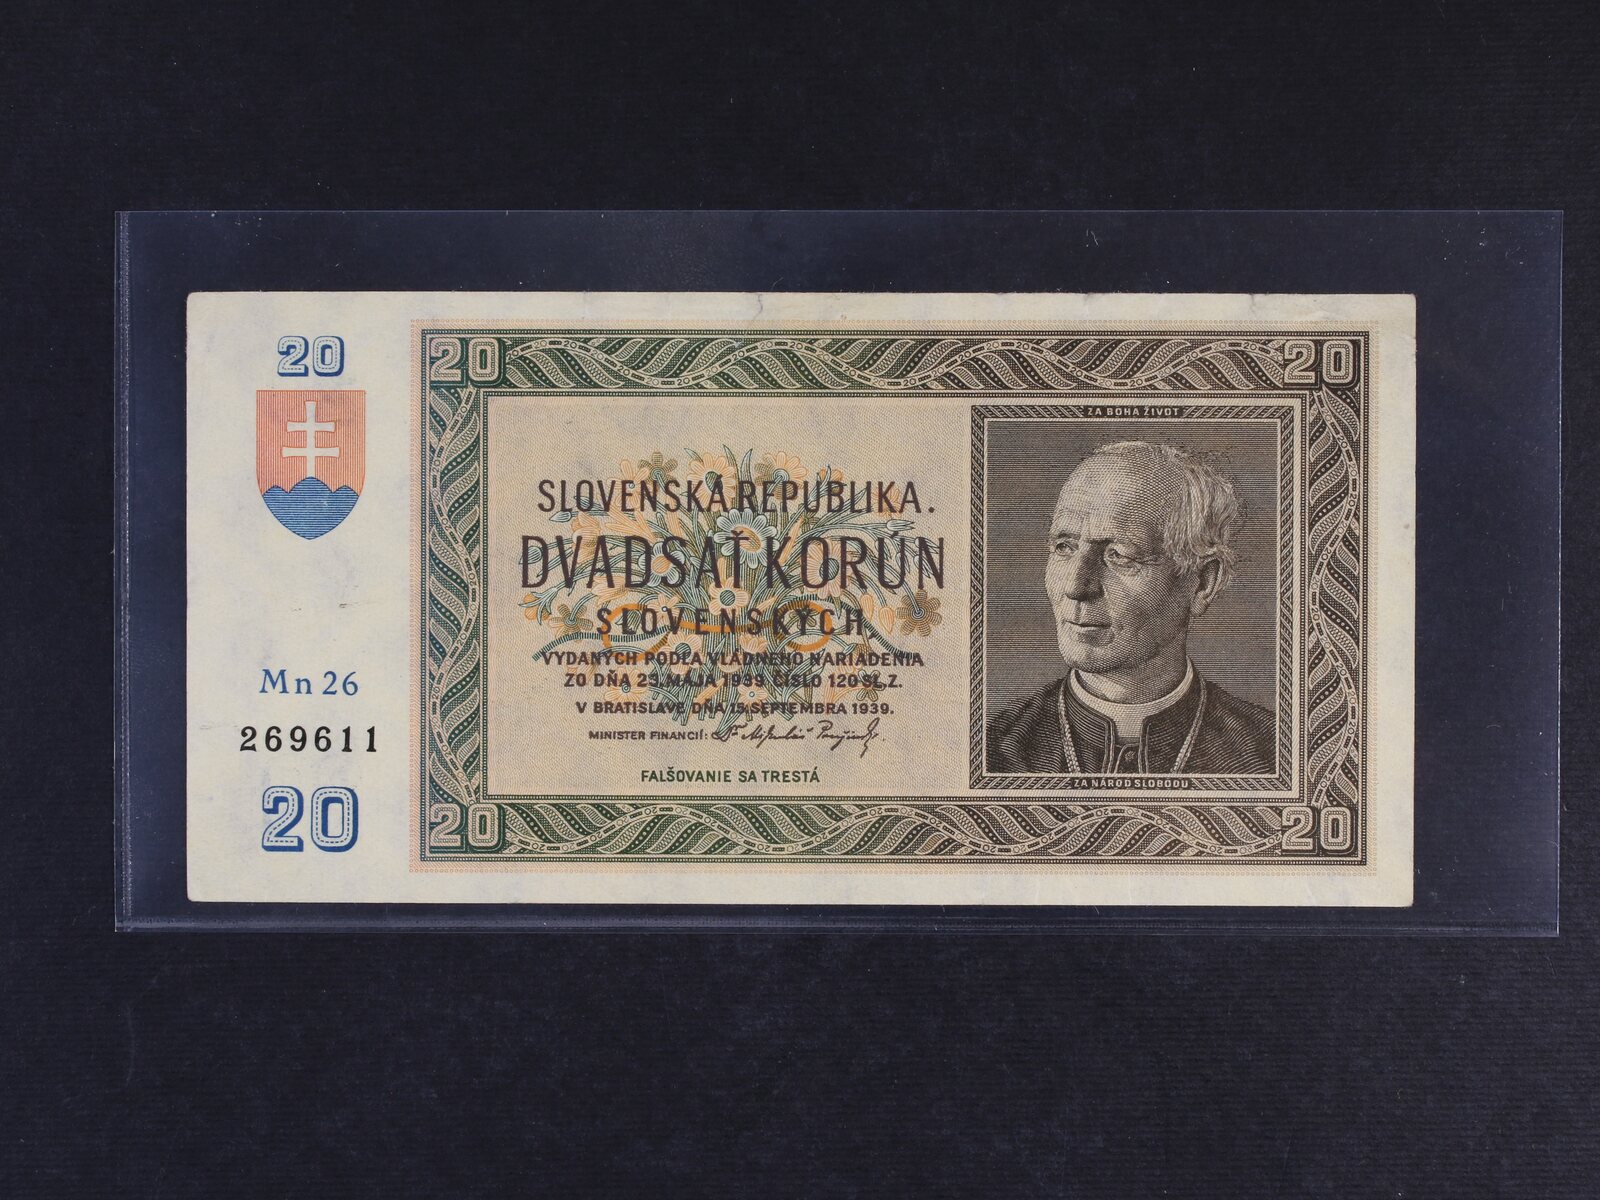 20
Mn 26
269611
20
20
20
SLOVENSKÁ REPUBLIKA.
DVADSAŤ KORÚN
SLOVENSKÝCH
VYDANÝCH PODĽA VLÁDNEHO NARIADENIA
ZO DŇA 23. MÁJA 1939 ČÍSLO 120 SL. Z.
V BRATISLAVE DŇA 15. SEPTEMBRA 1939.
MINISTER FINANCIÍ:
FALŠOVANIE SA TRESTÁ
ZA BOHA ŽIVOT
ZA NÁROD SLOBODU
20
20